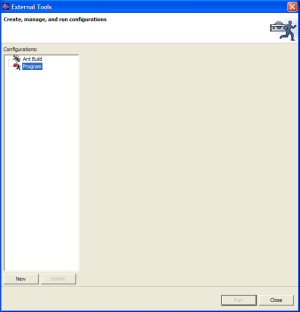 External Tools
Create, manage, and run configurations
Configurations:
Ant Build
Program
New
Delete
Run
Close